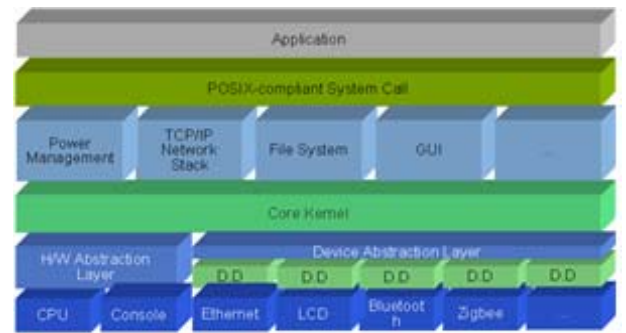 Application
POSIX-compliant System Call
Power
Management
TCP/IP
Network
Stack
File System
GUI
...
Core Kernel
H/W Abstraction
Layer
Device Abstraction Layer
D.D
D.D
D.D
D.D
D.D
CPU
Console
Ethernet
LCD
Bluetoot
h
Zigbee
...